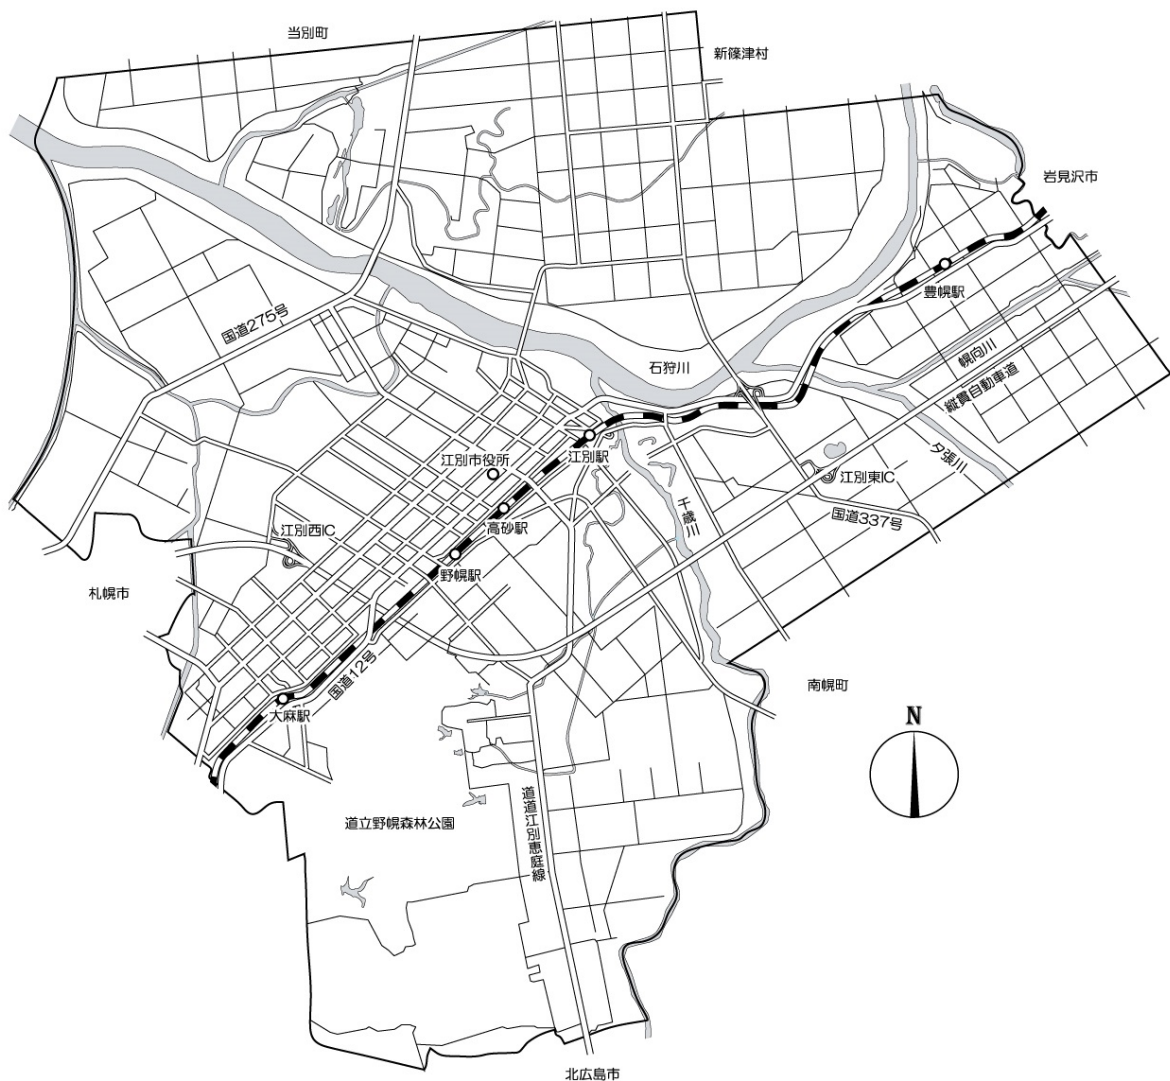 当別町
新篠津村
岩見沢市
豊幌駅
国道275号
石狩川
幌向川
縦貫自動車道
夕張川
江別市役所
江別駅
江別東IC
国道337号
千歳川
高砂駅
江別西IC
野幌駅
札幌市
国道12号
大麻駅
南幌町
N
道立野幌森林公園
道道江別恵庭線
北広島市